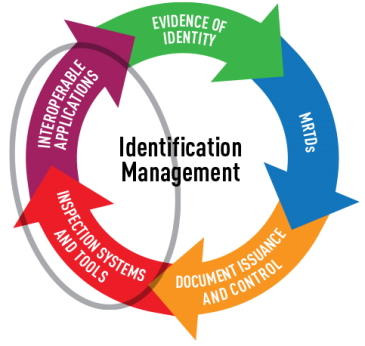 EVIDENCE OF
IDENTITY
MRTDs
DOCUMENT ISSUANCE
AND CONTROL
INSPECTION SYSTEMS
AND TOOLS
INTEROPERABLE
APPLICATIONS
Identification
Management